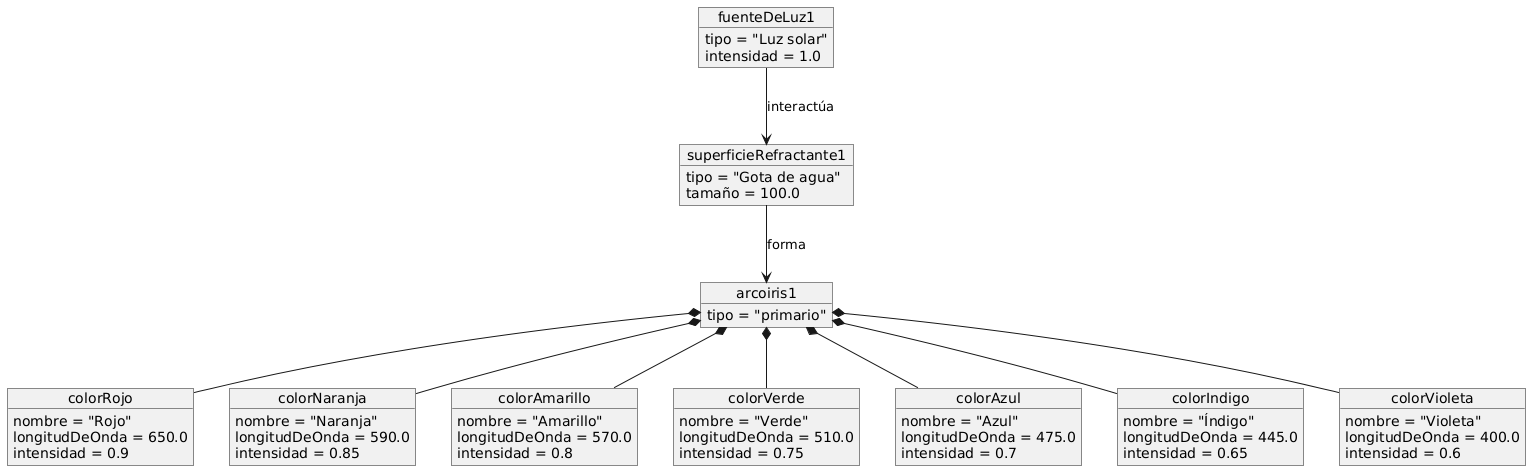 fuenteDeLuz1
tipo = "Luz solar"
intensidad = 1.0
interactúa
superficieRefractante1
tipo = "Gota de agua"
tamaño = 100.0
forma
arcoiris1
tipo = "primario"
colorRojo
nombre = "Rojo"
longitudDeOnda = 650.0
intensidad = 0.9
colorNaranja
nombre = "Naranja"
longitudDeOnda = 590.0
intensidad = 0.85
colorAmarillo
nombre = "Amarillo"
longitudDeOnda = 570.0
intensidad = 0.8
colorVerde
nombre = "Verde"
longitudDeOnda = 510.0
intensidad = 0.75
colorAzul
nombre = "Azul"
longitudDeOnda = 475.0
intensidad = 0.7
colorIndigo
nombre = "Índigo"
longitudDeOnda = 445.0
intensidad = 0.65
colorVioleta
nombre = "Violeta"
longitudDeOnda = 400.0
intensidad = 0.6